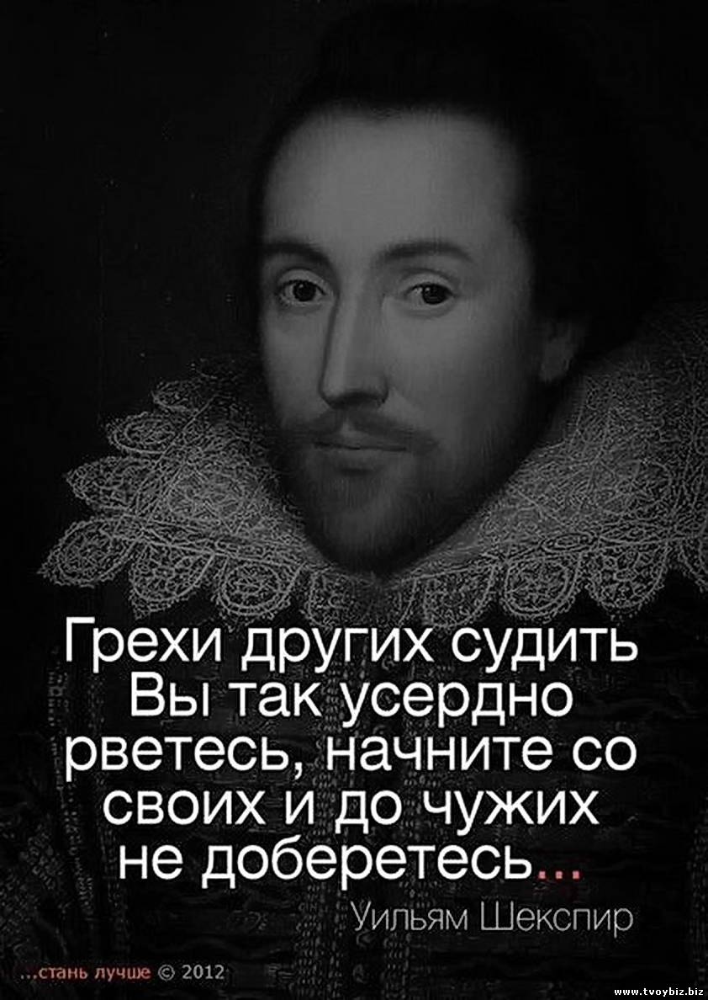 Грехи других судить
Вы так усердно
рветесь, начните со
своих и до чужих
не доберетесь...
Уильям Шекспир
...стань лучше © 2012
www.tvoybiz.biz